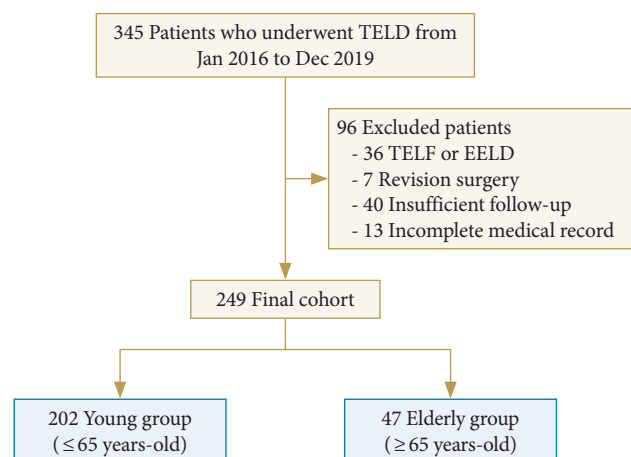 345 Patients who underwent TELD from
Jan 2016 to Dec 2019
96 Excluded patients
- 36 TELF or EELD
- 7 Revision surgery
- 40 Insufficient follow-up
- 13 Incomplete medical record
249 Final cohort
202 Young group
(≤65 years-old)
47 Elderly group
(≥65 years-old)